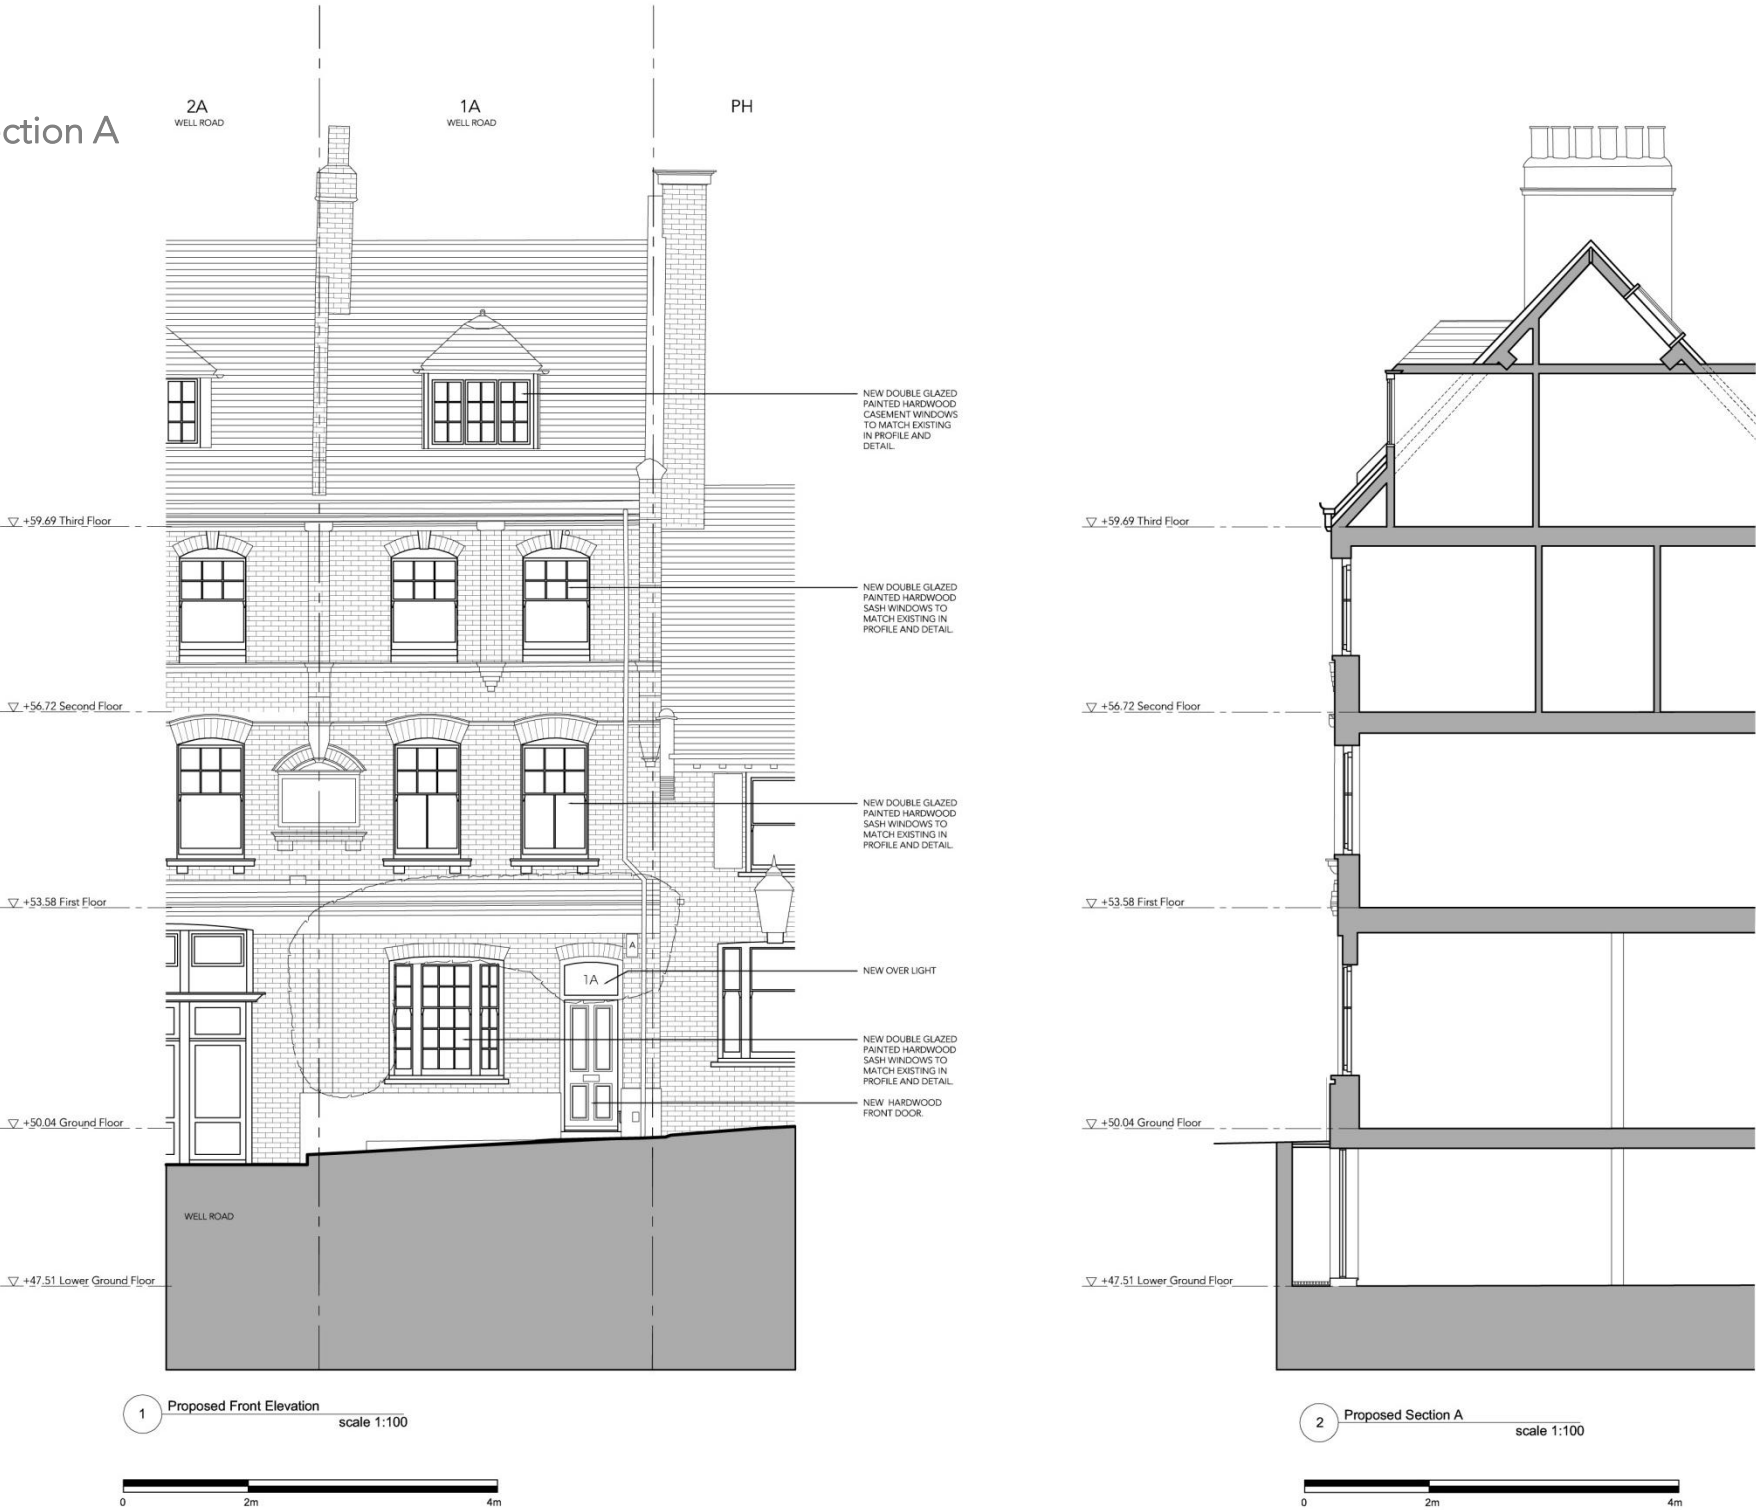 ction A
2A
WELL ROAD
1A
WELL ROAD
PH
NEW DOUBLE GLAZED
PAINTED HARDWOOD
CASEMENT WINDOWS
TO MATCH EXISTING
IN PROFILE AND
DETAIL.
+59.69 Third Floor
NEW DOUBLE GLAZED
PAINTED HARDWOOD
SASH WINDOWS TO
MATCH EXISTING IN
PROFILE AND DETAIL.
+56.72 Second Floor
NEW DOUBLE GLAZED
PAINTED HARDWOOD
SASH WINDOWS TO
MATCH EXISTING IN
PROFILE AND DETAIL.
+53.58 First Floor
A
1A
NEW OVER LIGHT
NEW DOUBLE GLAZED
PAINTED HARDWOOD
SASH WINDOWS TO
MATCH EXISTING IN
PROFILE AND DETAIL.
NEW HARDWOOD
FRONT DOOR.
+50.04 Ground Floor
WELL ROAD
+47.51 Lower Ground Floor
1
Proposed Front Elevation
scale 1:100
0 2m 4m
+59.69 Third Floor
+56.72 Second Floor
+53.58 First Floor
+50.04 Ground Floor
+47.51 Lower Ground Floor
2
Proposed Section A
scale 1:100
0 2m 4m